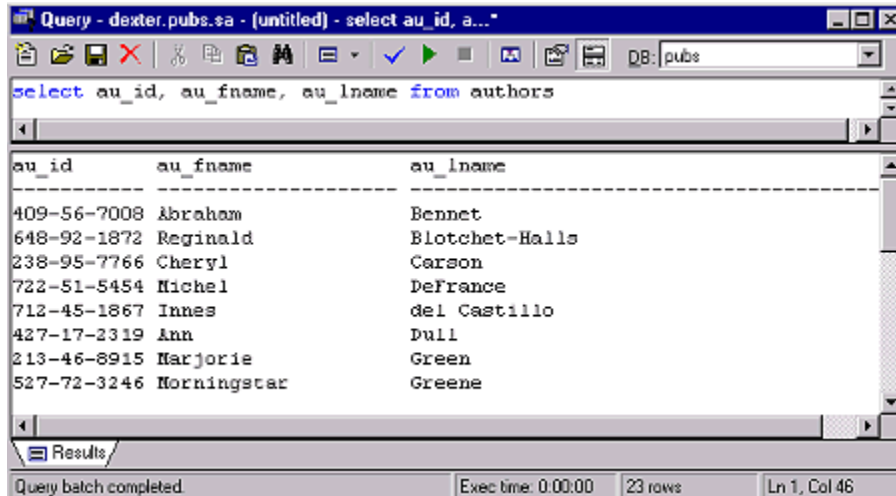 Query - dexter.pubs.sa - (untitled) - select au_id, a...*
DB: pubs
select au_id, au_fname, au_lname from authors
au_id au_fname au_lname
----------- -------------------- ----------------------------------------
409-56-7008 Abraham Bennet
648-92-1872 Reginald Blotchet-Halls
238-95-7766 Cheryl Carson
722-51-5454 Michel DeFrance
712-45-1867 Innes del Castillo
427-17-2319 Ann Dull
213-46-8915 Marjorie Green
527-72-3246 Morningstar Greene
Results
Query batch completed. Exec time: 0:00:00 23 rows Ln 1, Col 46